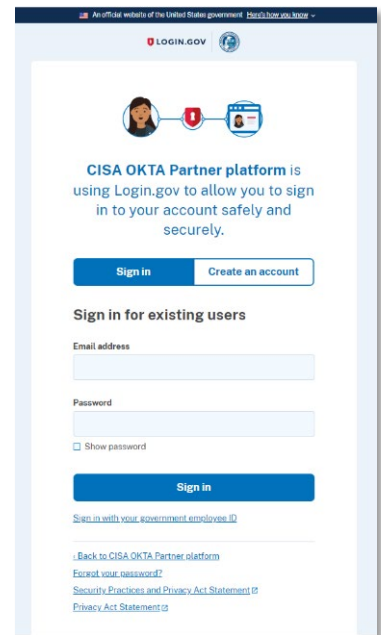 An official website of the United States government Here's how you know
LOGIN.GOV
CISA OKTA Partner platform is
using Login.gov to allow you to sign
in to your account safely and
securely.
Sign in Create an account
Sign in for existing users
Email address
Password
Show password
Sign in
Sign in with your government employee ID
‹ Back to CISA OKTA Partner platform
Forgot your password?
Security Practices and Privacy Act Statement
Privacy Act Statement